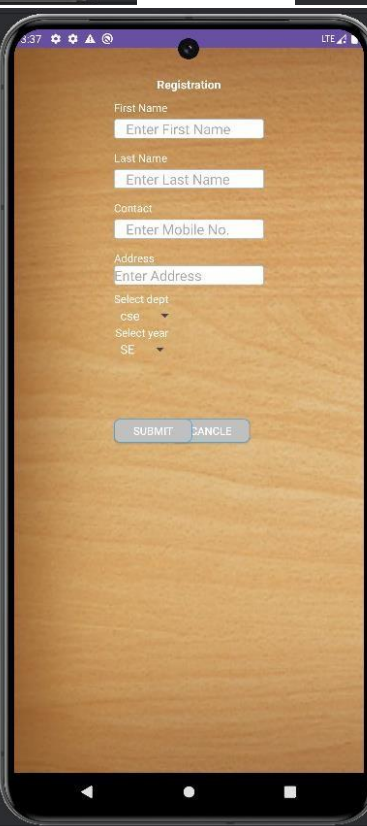 3:37 LTE
Registration
First Name
Enter First Name
Last Name
Enter Last Name
Contact
Enter Mobile No.
Address
Enter Address
Select dept
cse
Select year
SE
SUBMIT CANCLE